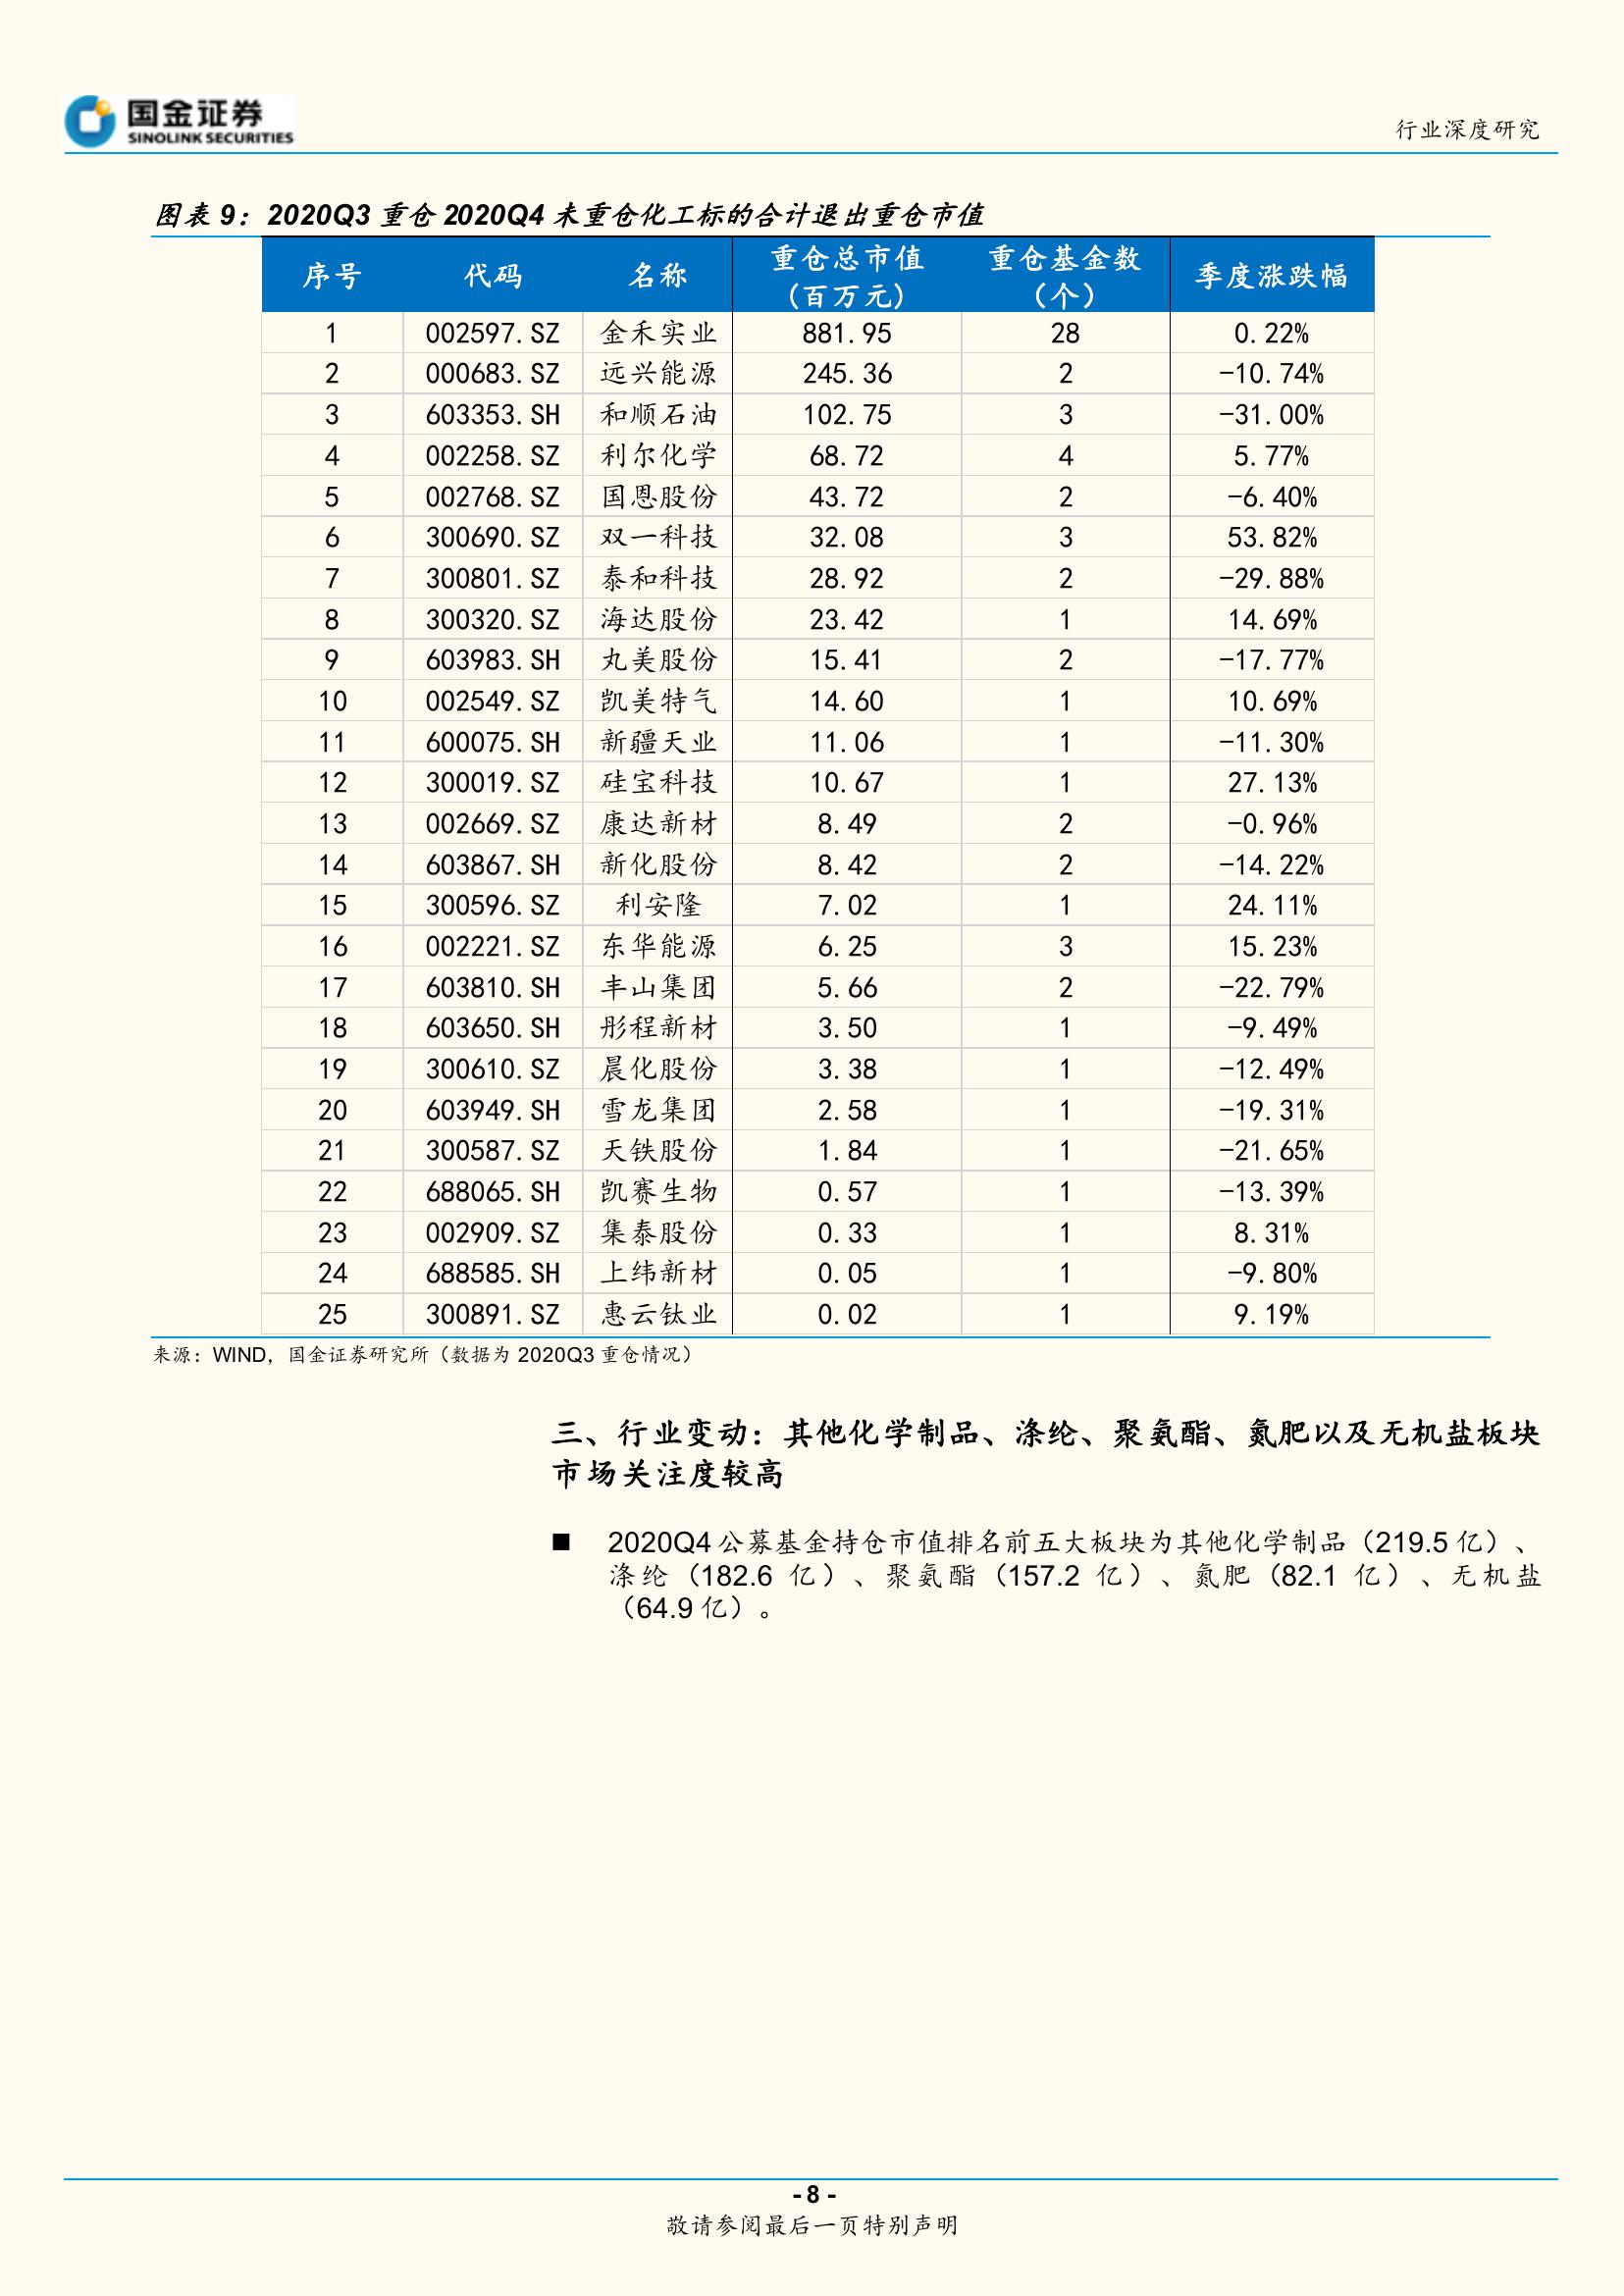 国金证券
SINOLINK SECURITIES
行业深度研究
图表 9：2020Q3 重仓 2020Q4 未重仓化工标的合计退出重仓市值
序号 代码 名称 重仓总市值（百万元） 重仓基金数（个） 季度涨跌幅
1 002597.SZ 金禾实业 881.95 28 0.22%
2 000683.SZ 远兴能源 245.36 2 -10.74%
3 603353.SH 和顺石油 102.75 3 -31.00%
4 002258.SZ 利尔化学 68.72 4 5.77%
5 002768.SZ 国恩股份 43.72 2 -6.40%
6 300690.SZ 双一科技 32.08 3 53.82%
7 300801.SZ 泰和科技 28.92 2 -29.88%
8 300320.SZ 海达股份 23.42 1 14.69%
9 603983.SH 丸美股份 15.41 2 -17.77%
10 002549.SZ 凯美特气 14.60 1 10.69%
11 600075.SH 新疆天业 11.06 1 -11.30%
12 300019.SZ 硅宝科技 10.67 1 27.13%
13 002669.SZ 康达新材 8.49 2 -0.96%
14 603867.SH 新化股份 8.42 2 -14.22%
15 300596.SZ 利安隆 7.02 1 24.11%
16 002221.SZ 东华能源 6.25 3 15.23%
17 603810.SH 丰山集团 5.66 2 -22.79%
18 603650.SH 彤程新材 3.50 1 -9.49%
19 300610.SZ 晨化股份 3.38 1 -12.49%
20 603949.SH 雪龙集团 2.58 1 -19.31%
21 300587.SZ 天铁股份 1.84 1 -21.65%
22 688065.SH 凯赛生物 0.57 1 -13.39%
23 002909.SZ 集泰股份 0.33 1 8.31%
24 688585.SH 上纬新材 0.05 1 -9.80%
25 300891.SZ 惠云钛业 0.02 1 9.19%
来源：WIND，国金证券研究所（数据为 2020Q3 重仓情况）
三、行业变动：其他化学制品、涤纶、聚氨酯、氮肥以及无机盐板块
市场关注度较高
■ 2020Q4 公募基金持仓市值排名前五大板块为其他化学制品（219.5 亿）、
涤纶（182.6 亿）、聚氨酯（157.2 亿）、氮肥（82.1 亿）、无机盐
（64.9 亿）。
- 8 -
敬请参阅最后一页特别声明